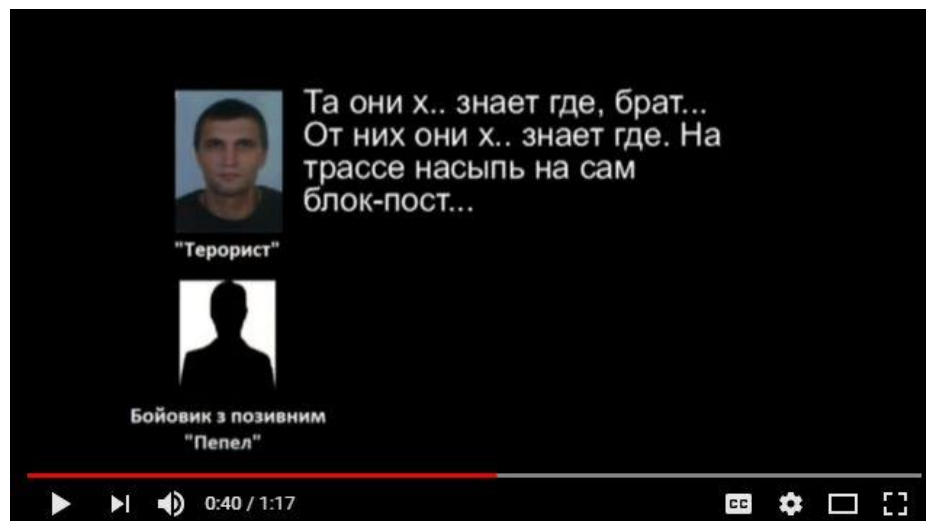 Та они х.. знает где, брат...
От них они х.. знает где. На
трассе насыпь на сам
блок-пост...
"Терорист"
Бойовик з позивним
"Пепел"
0:40 / 1:17
CC